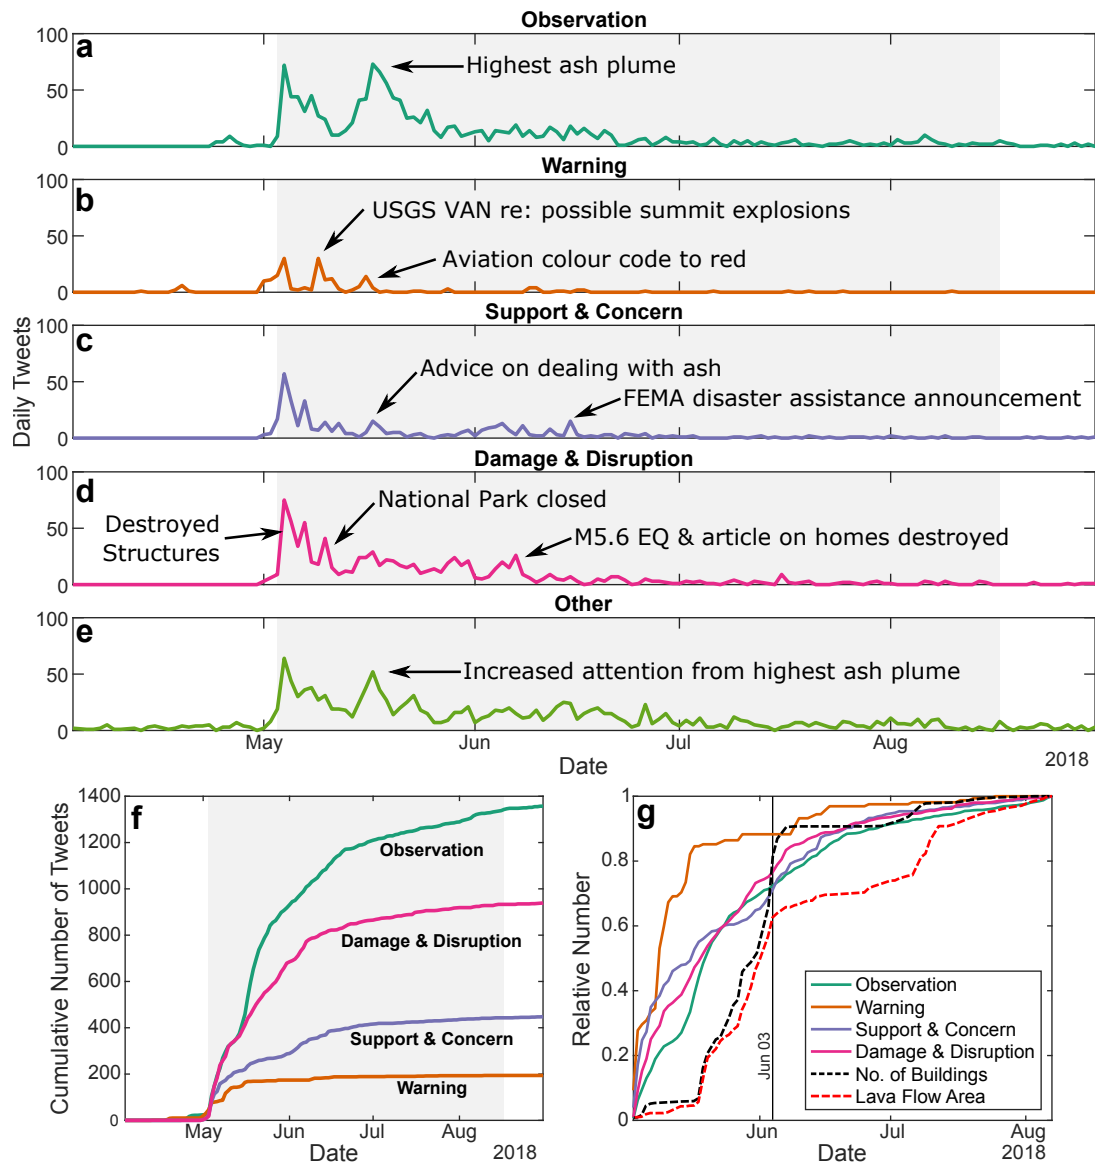 Observation
a
100
50
0
Highest ash plume
Warning
b
100
50
0
USGS VAN re: possible summit explosions
Aviation colour code to red
Support & Concern
c
100
50
0
Advice on dealing with ash
FEMA disaster assistance announcement
Daily Tweets
Damage & Disruption
d
100
50
0
Destroyed
Structures
National Park closed
M5.6 EQ & article on homes destroyed
Other
e
100
50
0
Increased attention from highest ash plume
May
Jun
Jul
Aug
2018
Date
f
1400
1200
1000
800
600
400
200
0
Cumulative Number of Tweets
Observation
Damage & Disruption
Support & Concern
Warning
May
Jun
Jul
Aug
2018
Date
g
1
0.8
0.6
0.4
0.2
0
Relative Number
Jun 03
Observation
Warning
Support & Concern
Damage & Disruption
No. of Buildings
Lava Flow Area
Jun
Jul
Aug
2018
Date